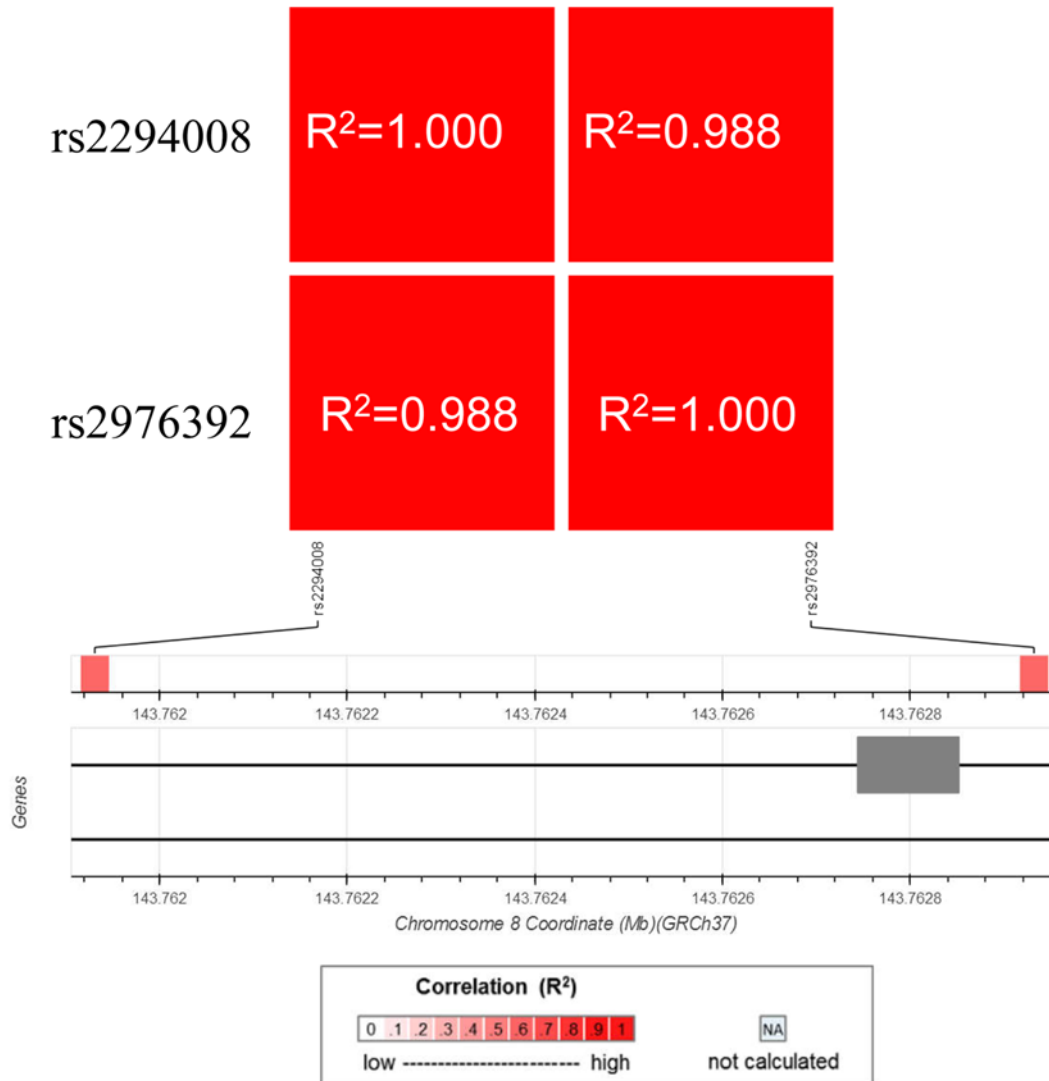 rs2294008
R²=1.000
R²=0.988
rs2976392
R²=0.988
R²=1.000
rs2294008
rs2976392
143.762
143.7622
143.7624
143.7626
143.7628
Genes
143.762
143.7622
143.7624
143.7626
143.7628
Chromosome 8 Coordinate (Mb)(GRCh37)
Correlation (R²)
0 .1 .2 .3 .4 .5 .6 .7 .8 .9 1
NA
low -------------------------- high
not calculated